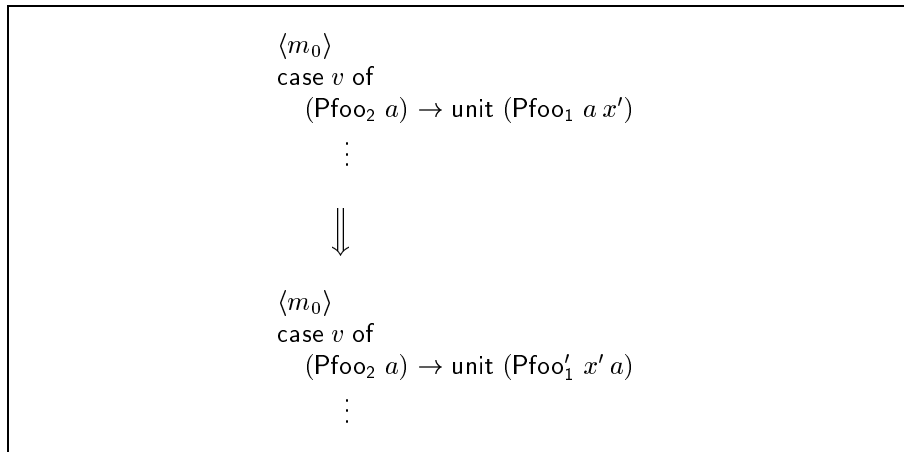 ⟨m₀⟩
case v of
(Pfoo₂ a) → unit (Pfoo₁ a x′)
⋮
⇓
⟨m₀⟩
case v of
(Pfoo₂ a) → unit (Pfoo′₁ x′ a)
⋮